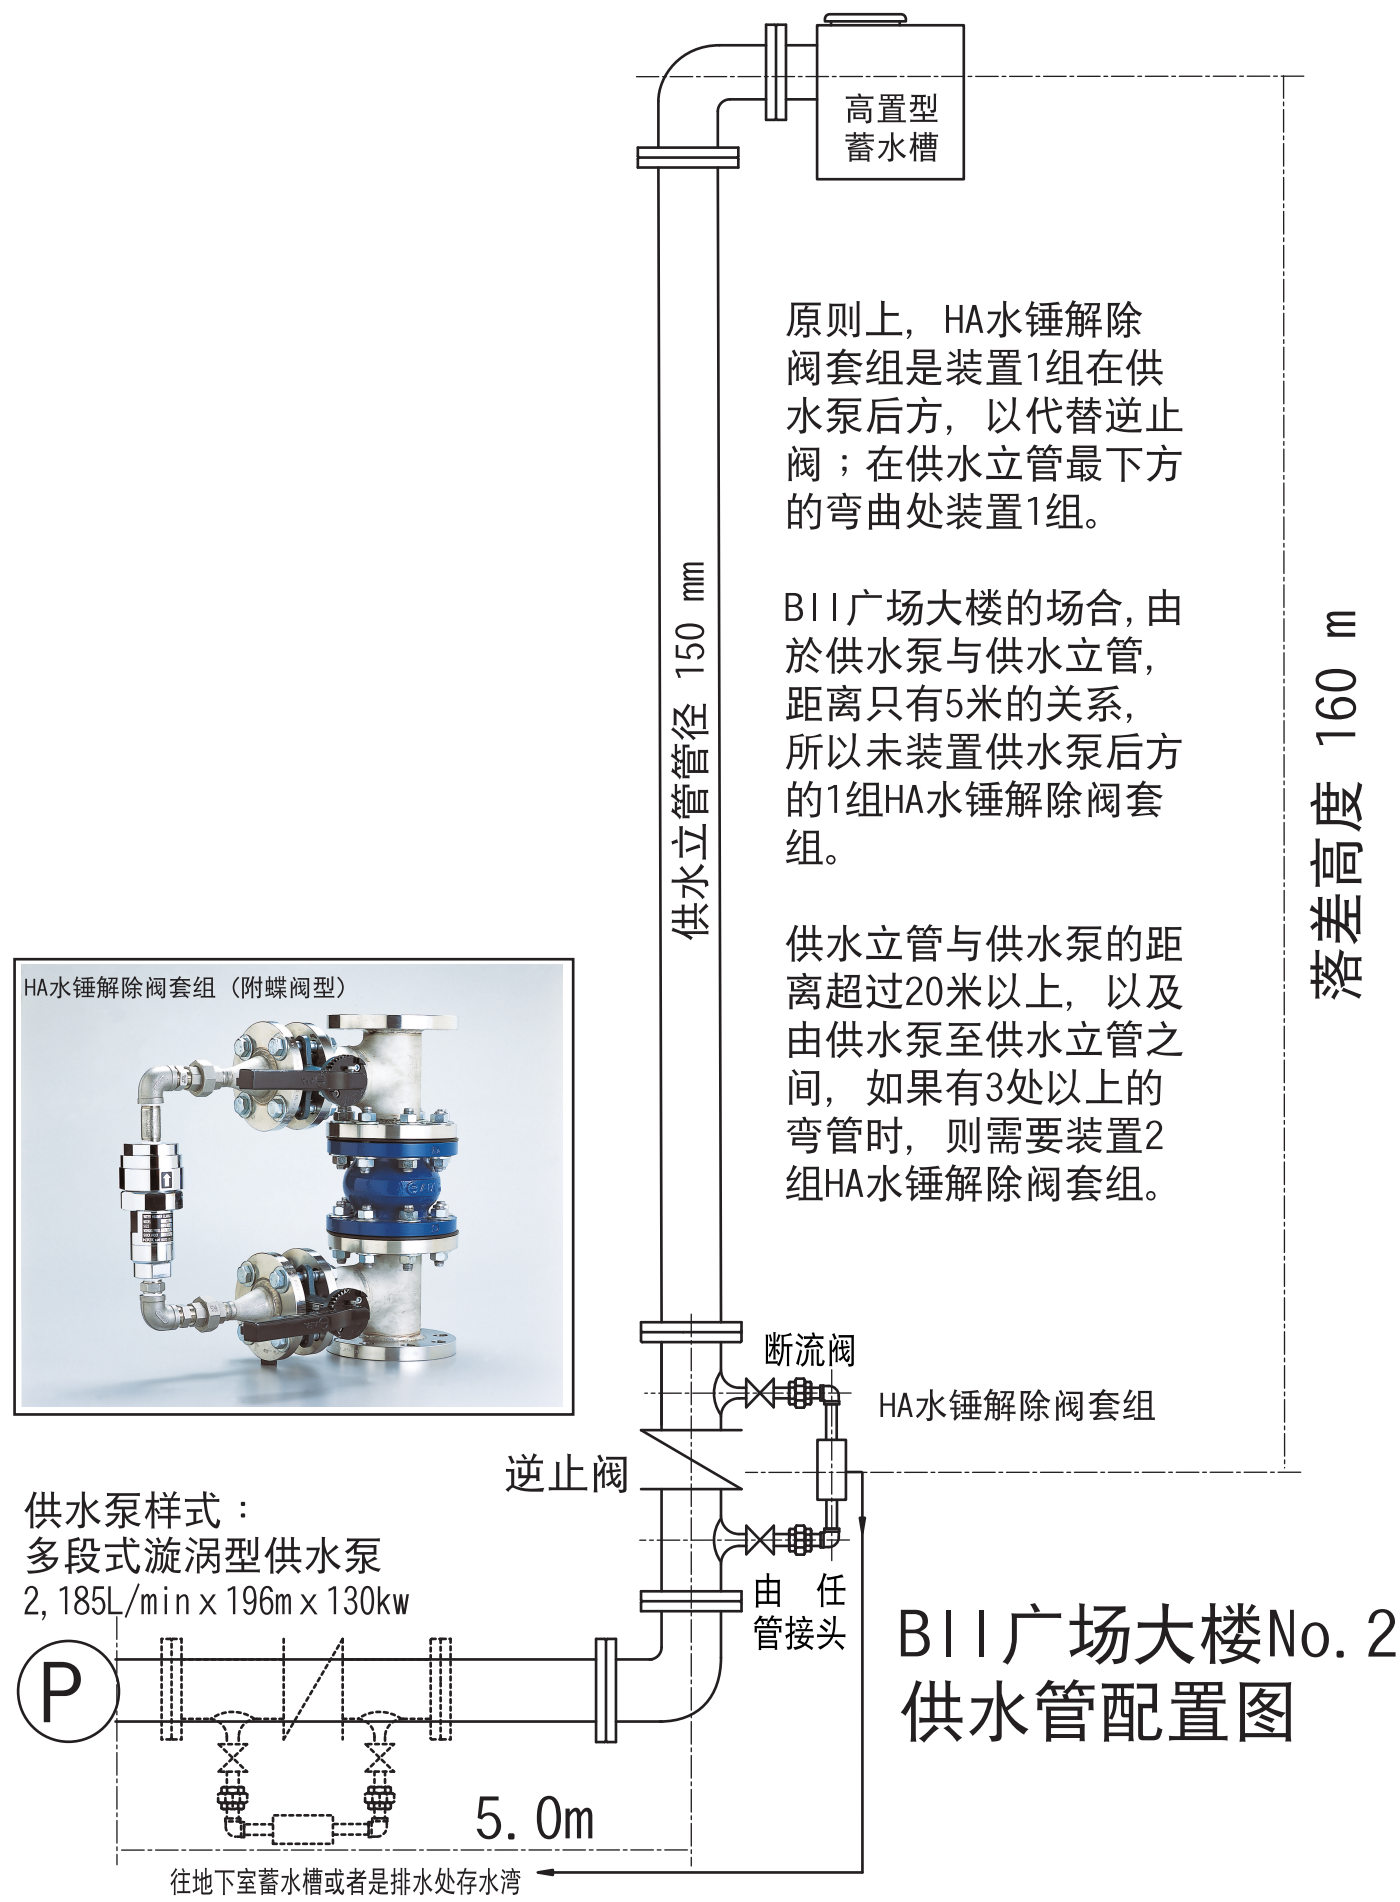 高置型
蓄水槽
原则上，HA水锤解除
阀套组是装置1组在供
水泵后方，以代替逆止
阀；在供水立管最下方
的弯曲处装置1组。
BII广场大楼的场合,由
於供水泵与供水立管，
距离只有5米的关系，
所以未装置供水泵后方
的1组HA水锤解除阀套
组。
供水立管与供水泵的距
离超过20米以上，以及
由供水泵至供水立管之
间，如果有3处以上的
弯管时，则需要装置2
组HA水锤解除阀套组。
供水立管管径 150 mm
落差高度 160 m
HA水锤解除阀套组（附蝶阀型）
断流阀
HA水锤解除阀套组
逆止阀
供水泵样式：
多段式漩涡型供水泵
2,185L/min x 196m x 130kw
由 任
管接头
P
BII广场大楼No.2
供水管配置图
5.0m
往地下室蓄水槽或者是排水处存水湾